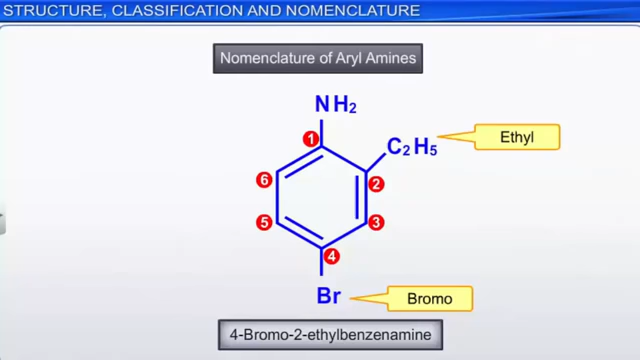 STRUCTURE, CLASSIFICATION AND NOMENCLATURE
Nomenclature of Aryl Amines
NH₂
1
C₂H₅
Ethyl
6
2
5
3
4
Br
Bromo
4-Bromo-2-ethylbenzenamine